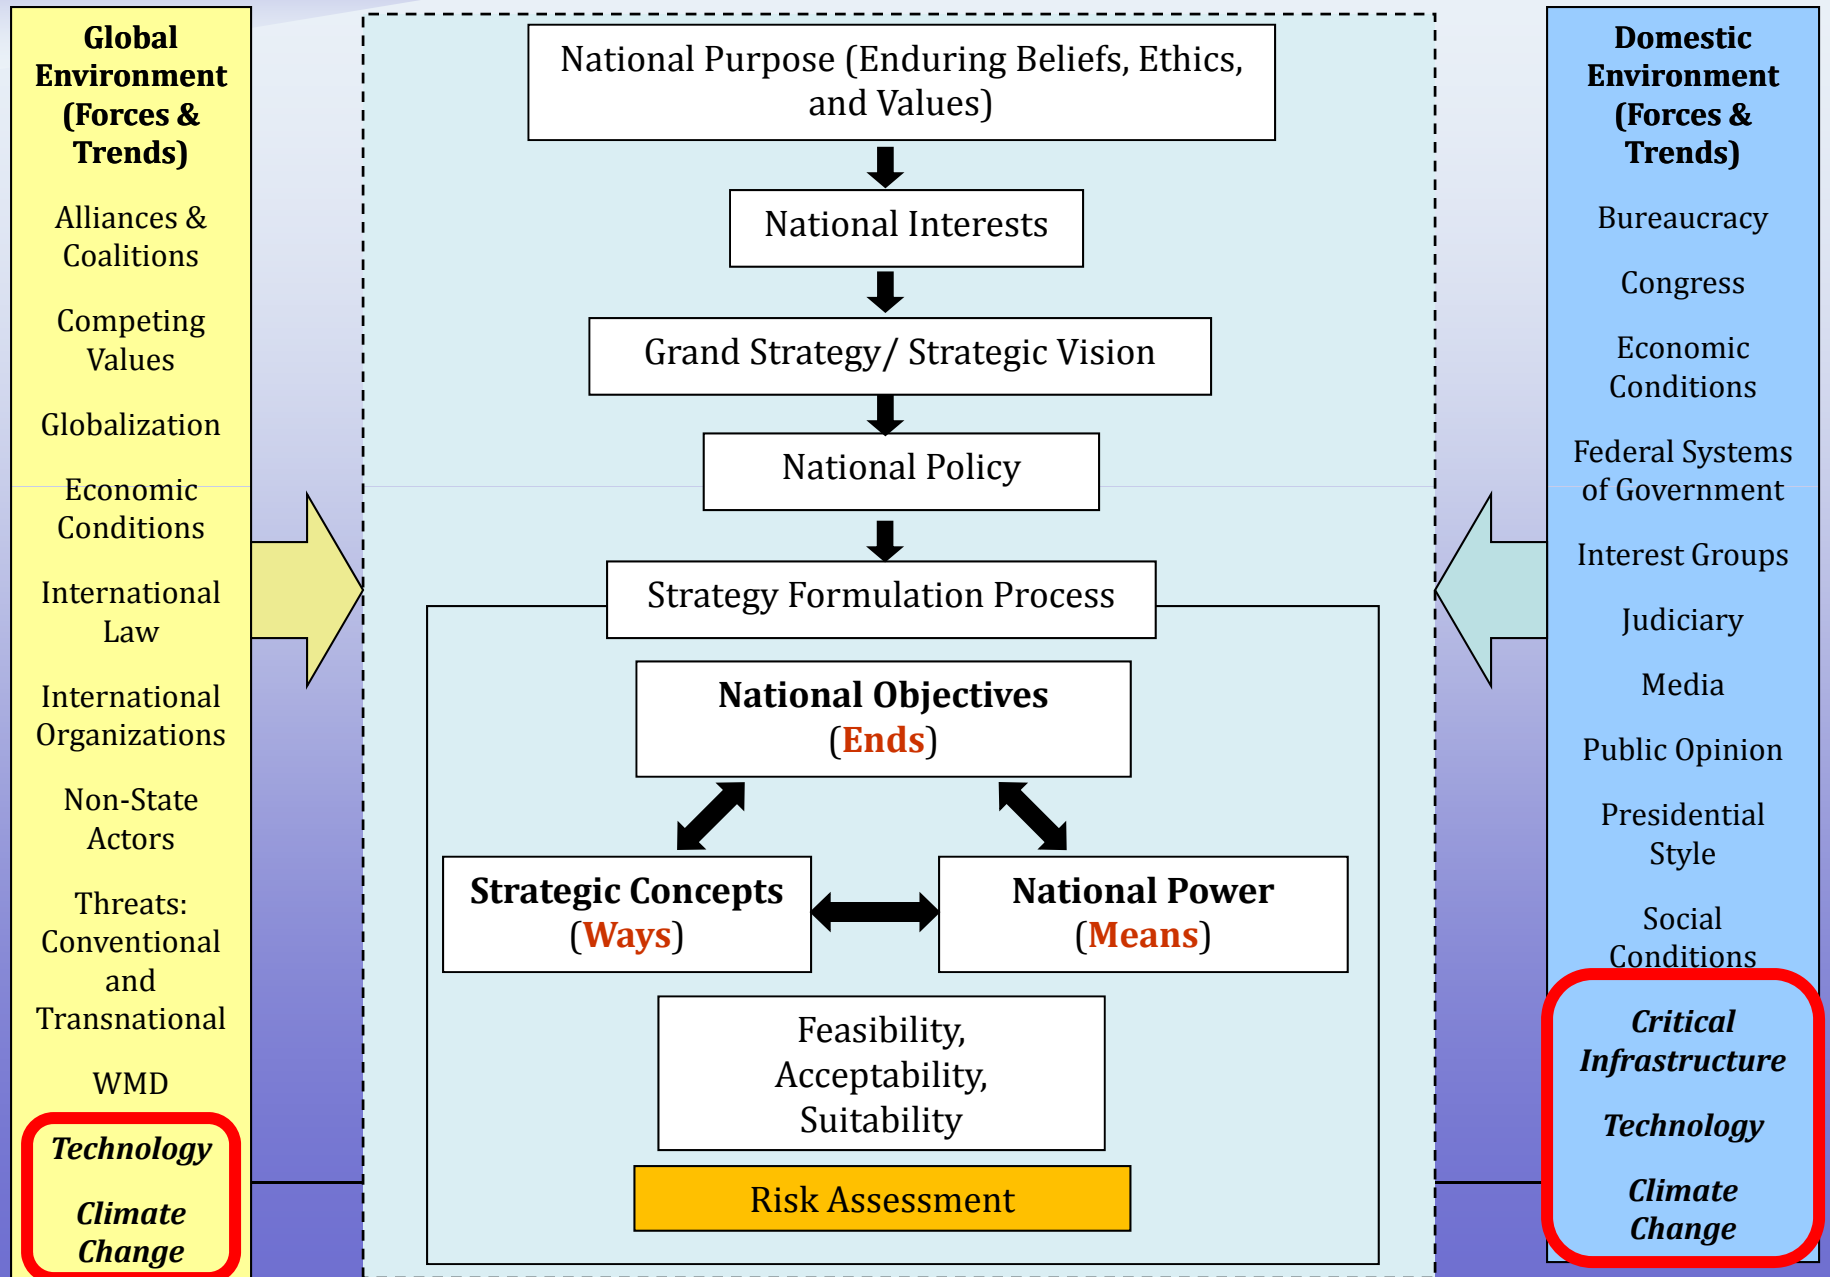 Global
Environment
(Forces &
Trends)
Alliances &
Coalitions
Competing
Values
Globalization
Economic
Conditions
International
Law
International
Organizations
Non-State
Actors
Threats:
Conventional
and
Transnational
WMD
Technology
Climate
Change
National Purpose (Enduring Beliefs, Ethics,
and Values)
National Interests
Grand Strategy/ Strategic Vision
National Policy
Strategy Formulation Process
National Objectives
(Ends)
Strategic Concepts
(Ways)
National Power
(Means)
Feasibility,
Acceptability,
Suitability
Risk Assessment
Domestic
Environment
(Forces &
Trends)
Bureaucracy
Congress
Economic
Conditions
Federal Systems
of Government
Interest Groups
Judiciary
Media
Public Opinion
Presidential
Style
Social
Conditions
Critical
Infrastructure
Technology
Climate
Change